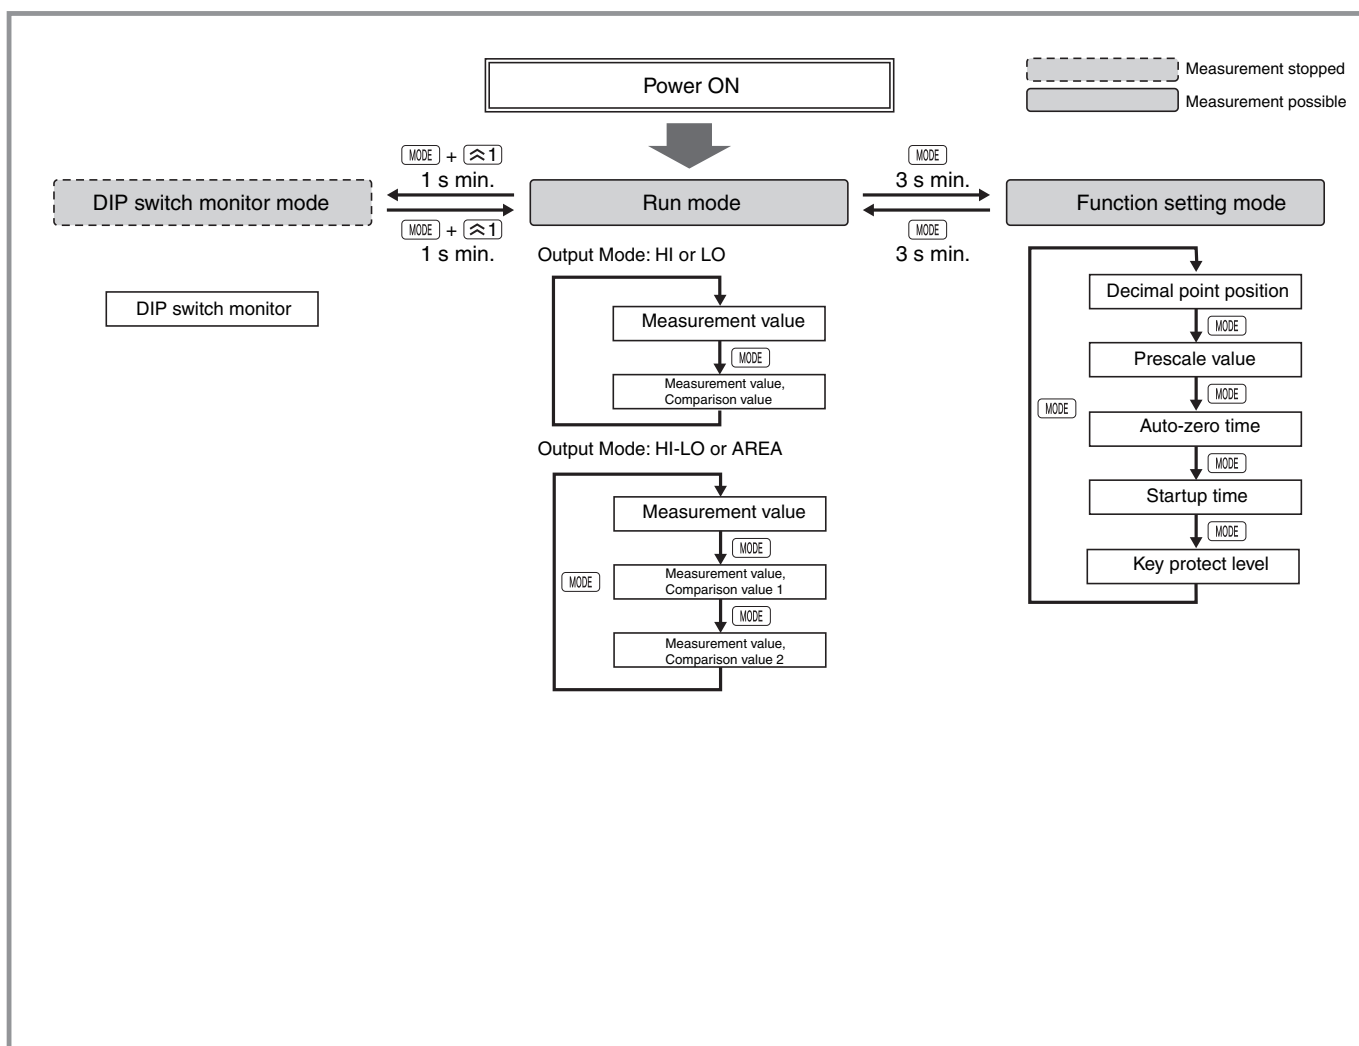 Power ON
Measurement stopped
Measurement possible
MODE + 1
1 s min.
MODE
3 s min.
DIP switch monitor mode
Run mode
Function setting mode
MODE + 1
1 s min.
MODE
3 s min.
DIP switch monitor
Output Mode: HI or LO
Measurement value
MODE
Measurement value,
Comparison value
Output Mode: HI-LO or AREA
Measurement value
MODE
MODE
Measurement value,
Comparison value 1
MODE
Measurement value,
Comparison value 2
Decimal point position
MODE
Prescale value
MODE
MODE
Auto-zero time
MODE
Startup time
MODE
Key protect level